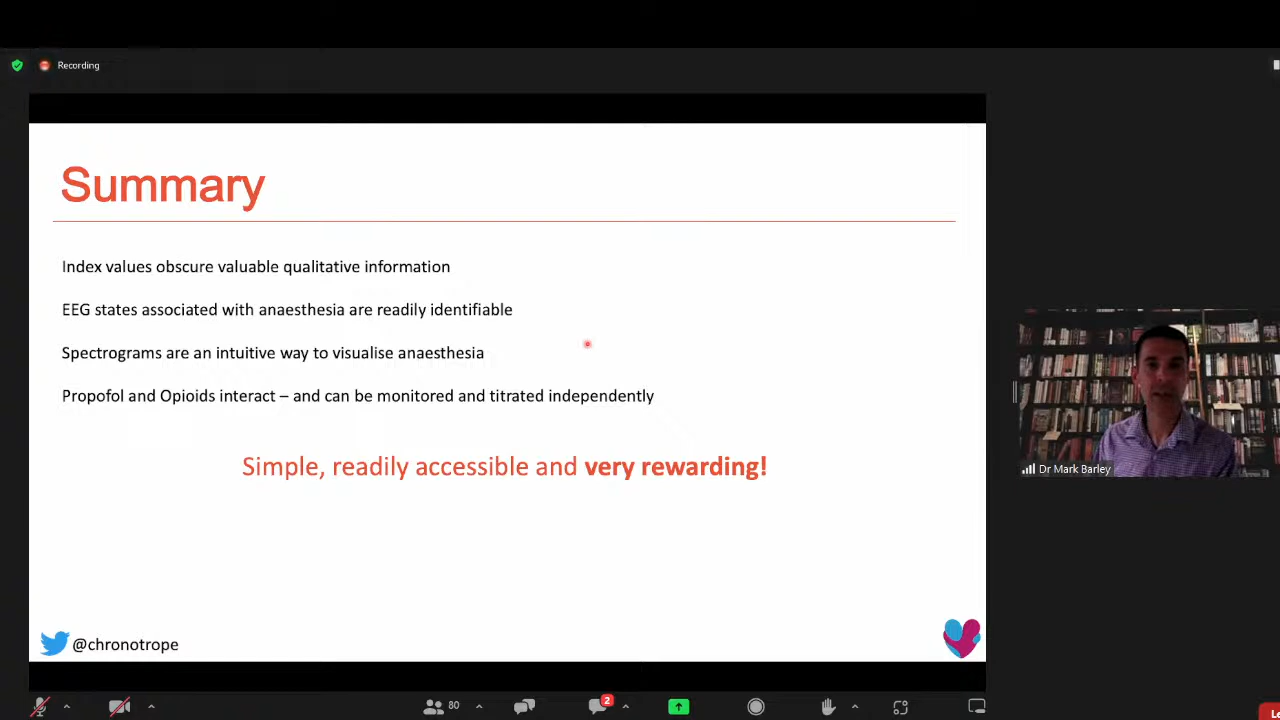 Recording
Summary
Index values obscure valuable qualitative information
EEG states associated with anaesthesia are readily identifiable
Spectrograms are an intuitive way to visualise anaesthesia
Propofol and Opioids interact – and can be monitored and titrated independently
Simple, readily accessible and very rewarding!
@chronotrope
Dr Mark Barley
80
2